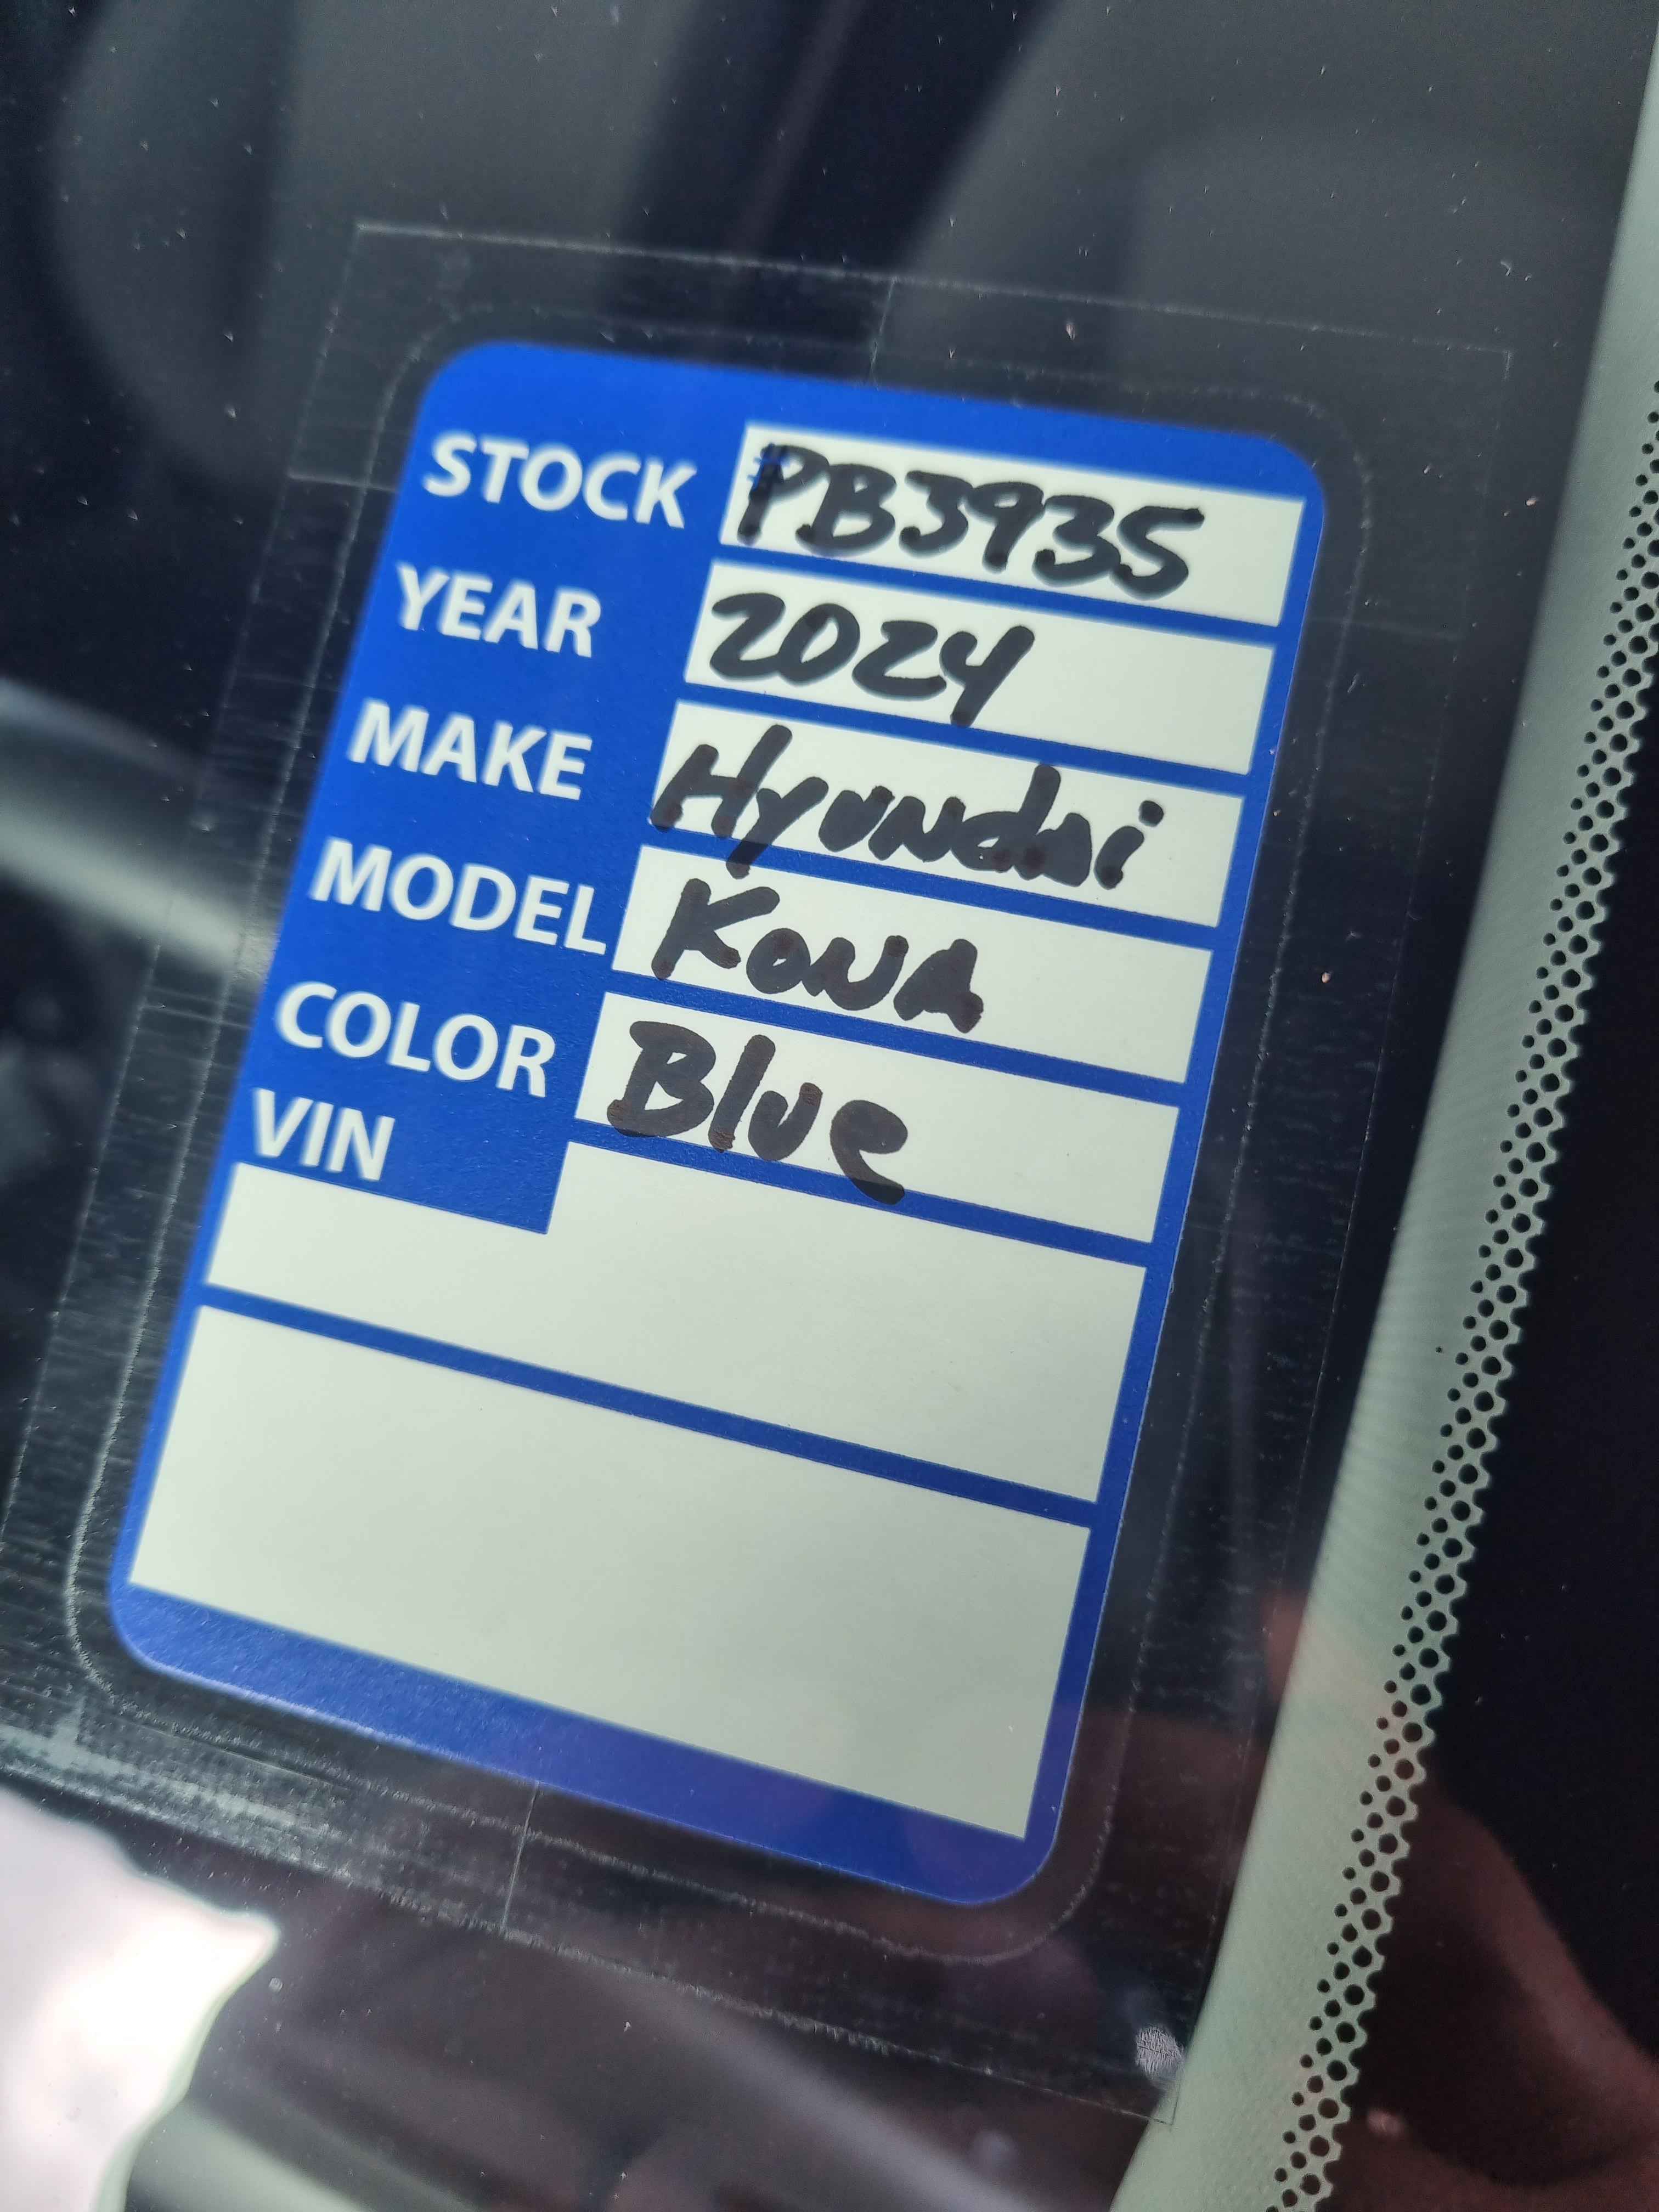 STOCK #PB3935
YEAR 2024
MAKE Hyundai
MODEL KONA
COLOR Blue
VIN